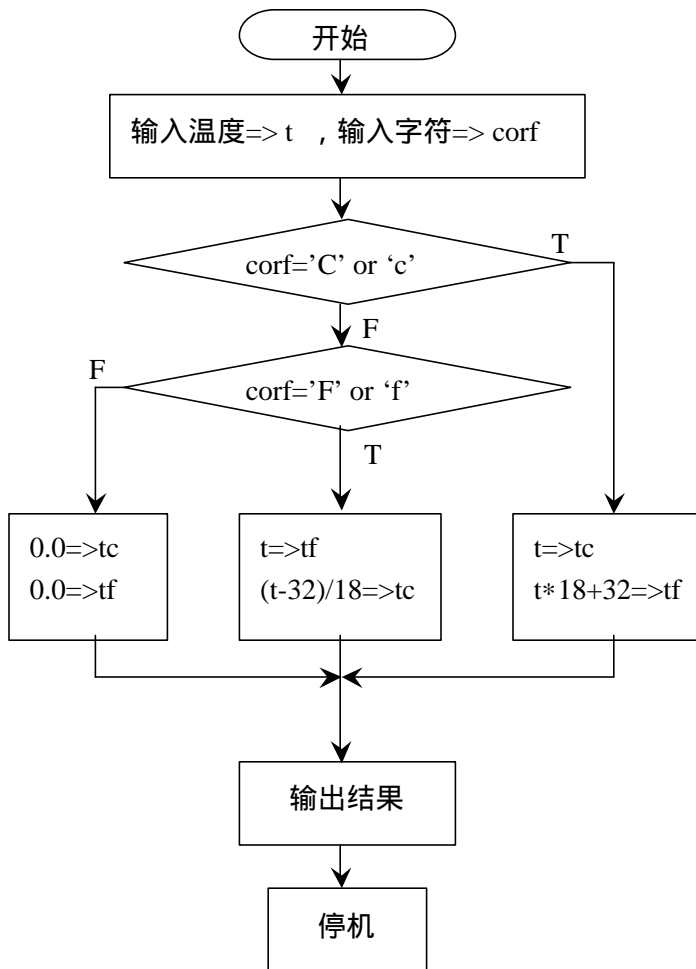 开始
输入温度=> t ，输入字符=> corf
corf=’C’ or ‘c’
T
F
corf=’F’ or ‘f’
F
T
0.0=>tc
0.0=>tf
t=>tf
(t-32)/18=>tc
t*18+32=>tf
t=>tc
输出结果
停机